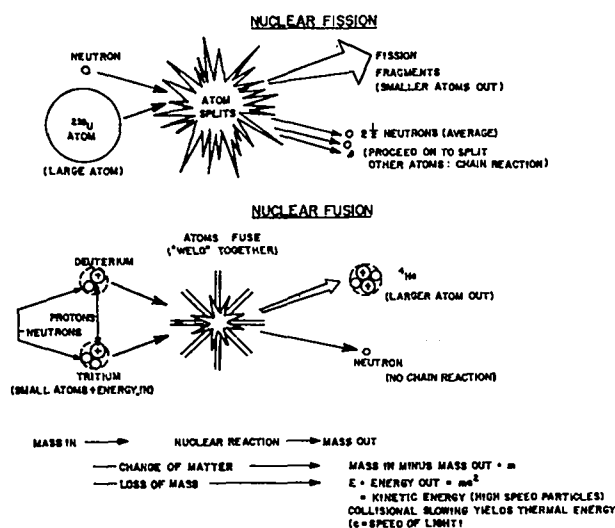 NUCLEAR FISSION
NEUTRON
ATOM
SPLITS
FISSION
FRAGMENTS
(SMALLER ATOMS OUT)
U
ATOM
(LARGE ATOM)
2 1/2 NEUTRONS (AVERAGE)
(PROCEED ON TO SPLIT
OTHER ATOMS: CHAIN REACTION)
NUCLEAR FUSION
ATOMS FUSE
("WELD" TOGETHER)
DEUTERIUM
PROTONS
NEUTRONS
TRITIUM
(SMALL ATOMS + ENERGY IN)
⁴He
(LARGER ATOM OUT)
NEUTRON
(NO CHAIN REACTION)
MASS IN NUCLEAR REACTION MASS OUT
CHANGE OF MATTER MASS IN MINUS MASS OUT = m
LOSS OF MASS E = ENERGY OUT = mc²
= KINETIC ENERGY (HIGH SPEED PARTICLES)
COLLISIONAL SLOWING YIELDS THERMAL ENERGY
(c = SPEED OF LIGHT)